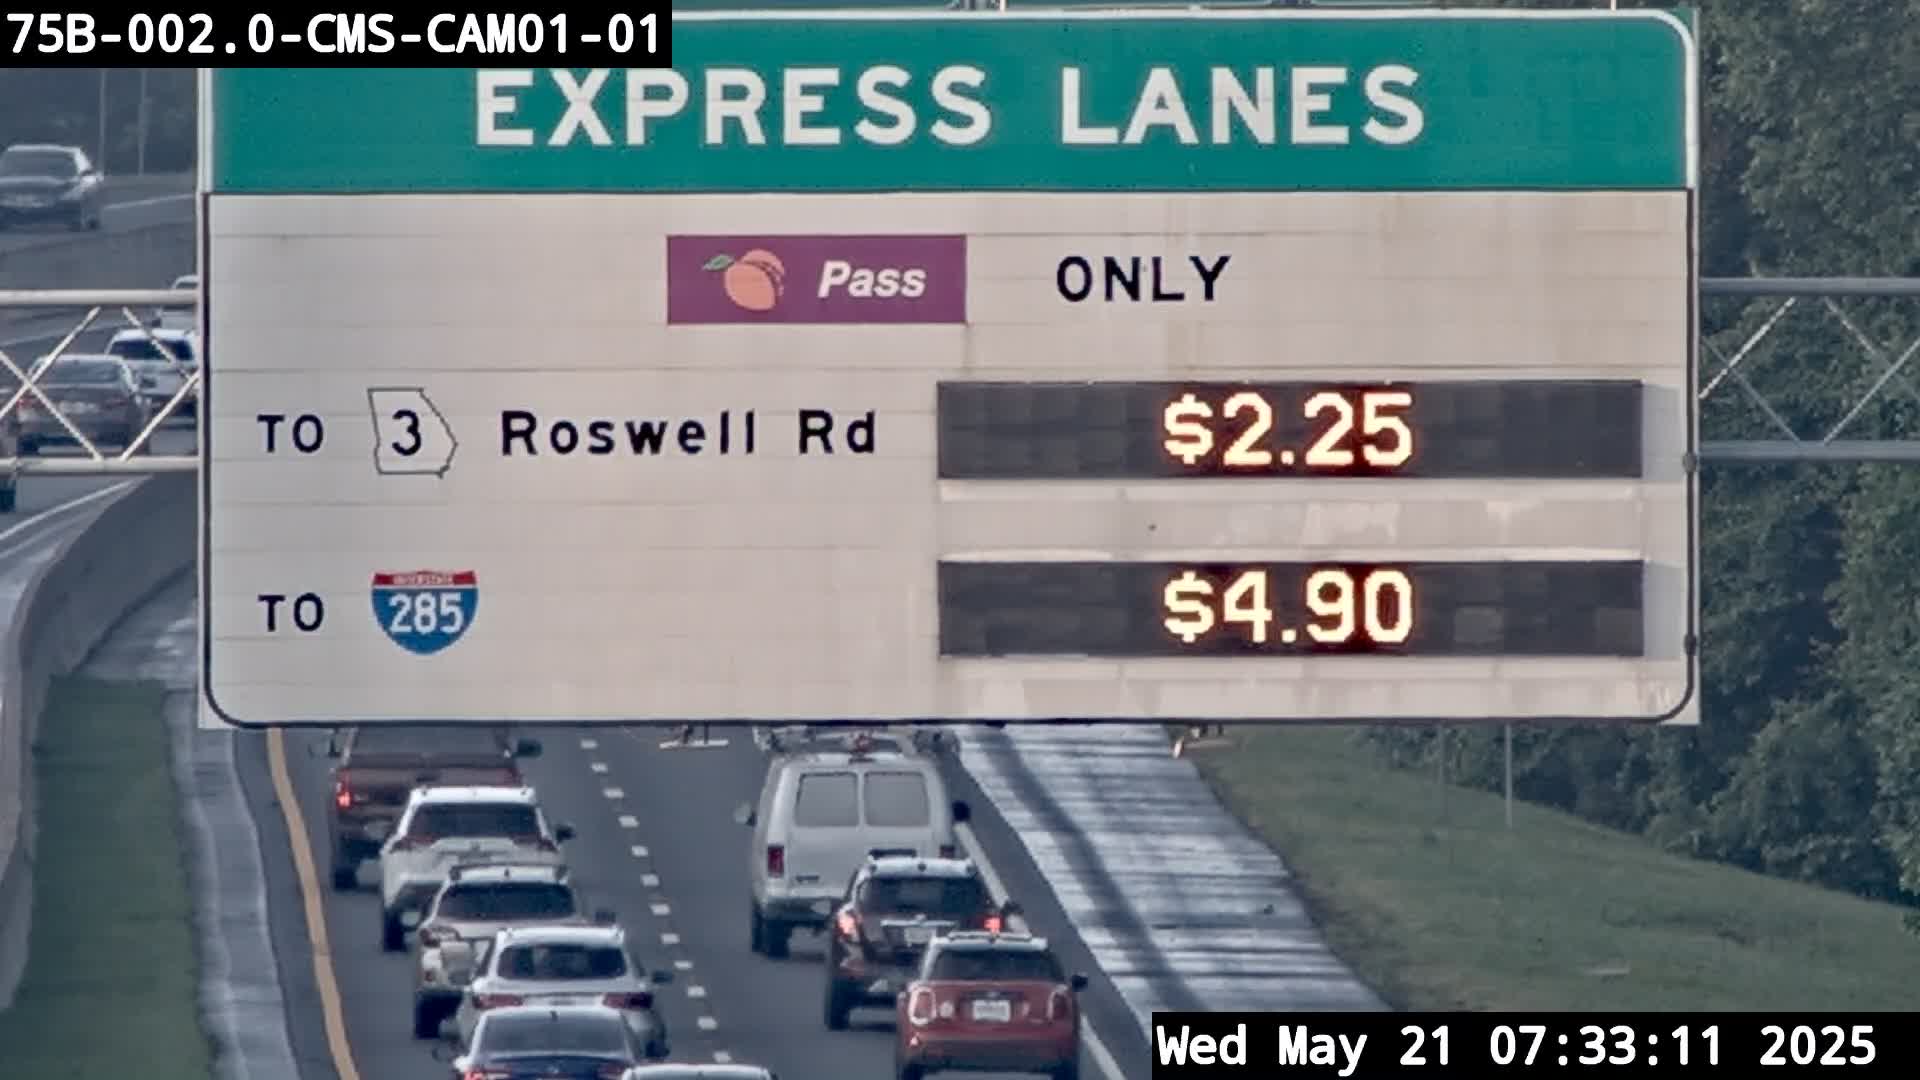 75B-002.0-CMS-CAM01-01
EXPRESS LANES
Pass ONLY
TO 3 Roswell Rd $2.25
INTERSTATE
TO 285 $4.90
Wed May 21 07:33:11 2025